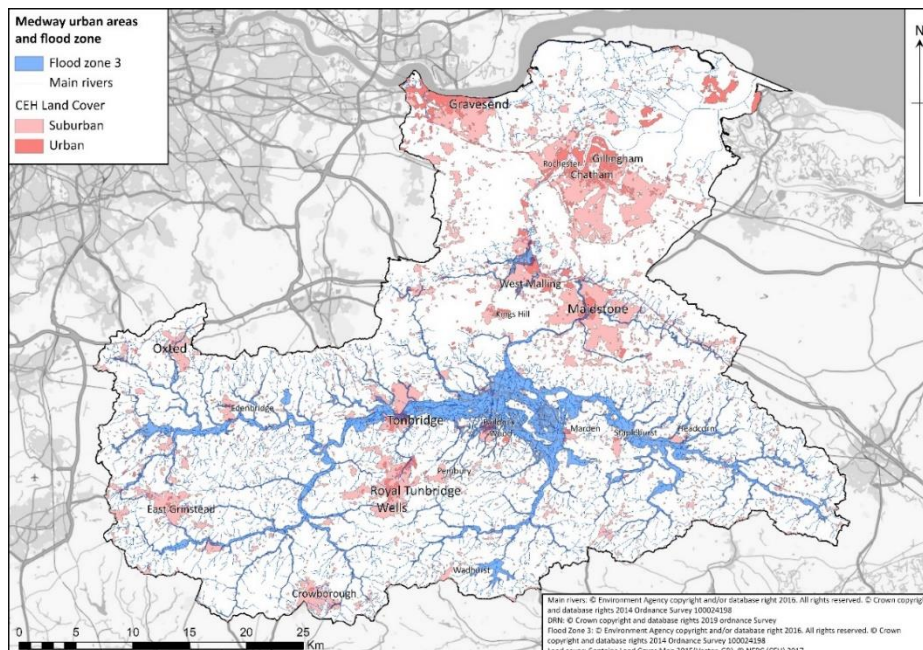 Medway urban areas
and flood zone
Flood zone 3
Main rivers
CEH Land Cover
Suburban
Urban
N
Gravesend
Rochester
Gillingham
Chatham
West Malling
Kings Hill
Maidstone
Oxted
Edenbridge
Tonbridge
Paddock
Wood
Marden
Staplehurst
Headcorn
Pembury
Royal Tunbridge
Wells
East Grinstead
Wadhurst
Crowborough
0 5 10 15 20 25
Km
Main rivers: © Environment Agency copyright and/or database right 2016. All rights reserved. © Crown copyright
and database rights 2014 Ordnance Survey 100024198
DRN: © Crown copyright and database rights 2019 ordnance Survey
Flood Zone 3: © Environment Agency copyright and/or database right 2016. All rights reserved. © Crown
copyright and database rights 2014 Ordnance Survey 100024198